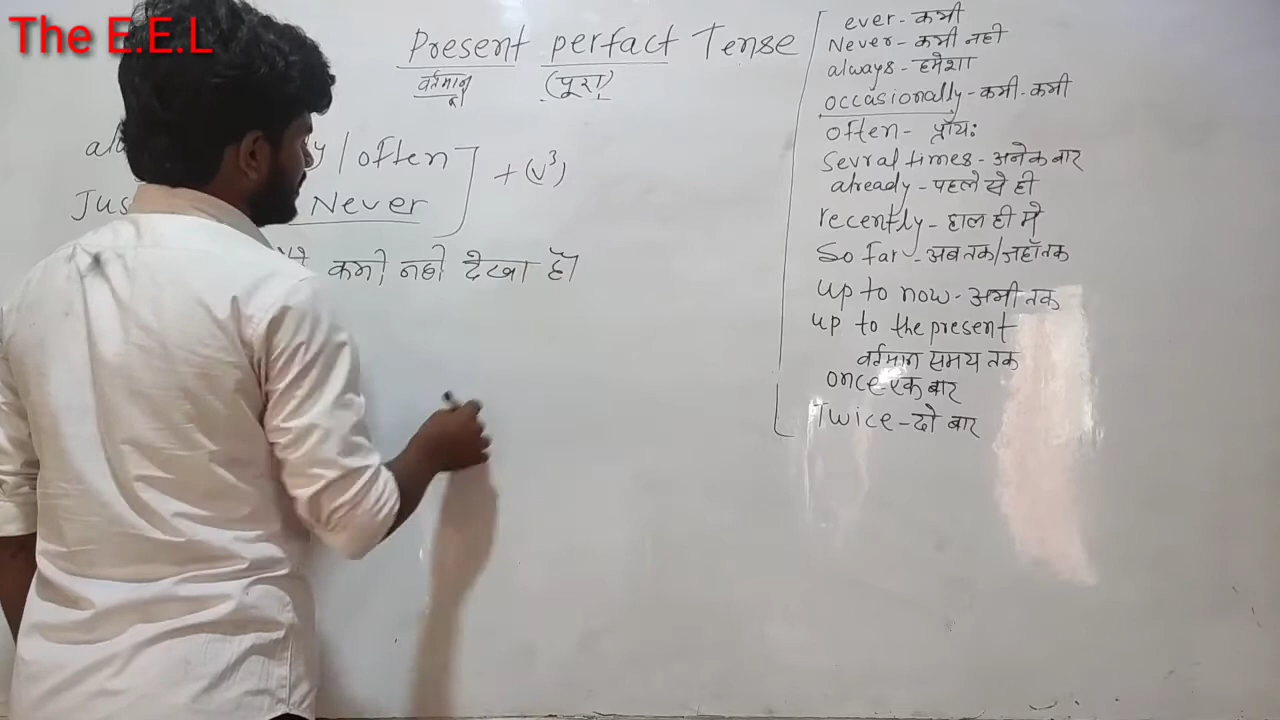 The E.E.L
Present perfact Tense
वर्तमान (पूरा)
/ often
Jus Never
] + (v³)
कभी नहीं देखा है।
ever - कभी
Never - कभी नही
always - हमेशा
occasionally - कभी-कभी
often - प्रॉयः
Sevral times - अनेक बार
already - पहले से ही
recently - हाल ही मे
So far - अब तक/जहाँ तक
up to now - अभी तक
up to the present
वर्तमान समय तक
once - एक बार
Twice - दो बार